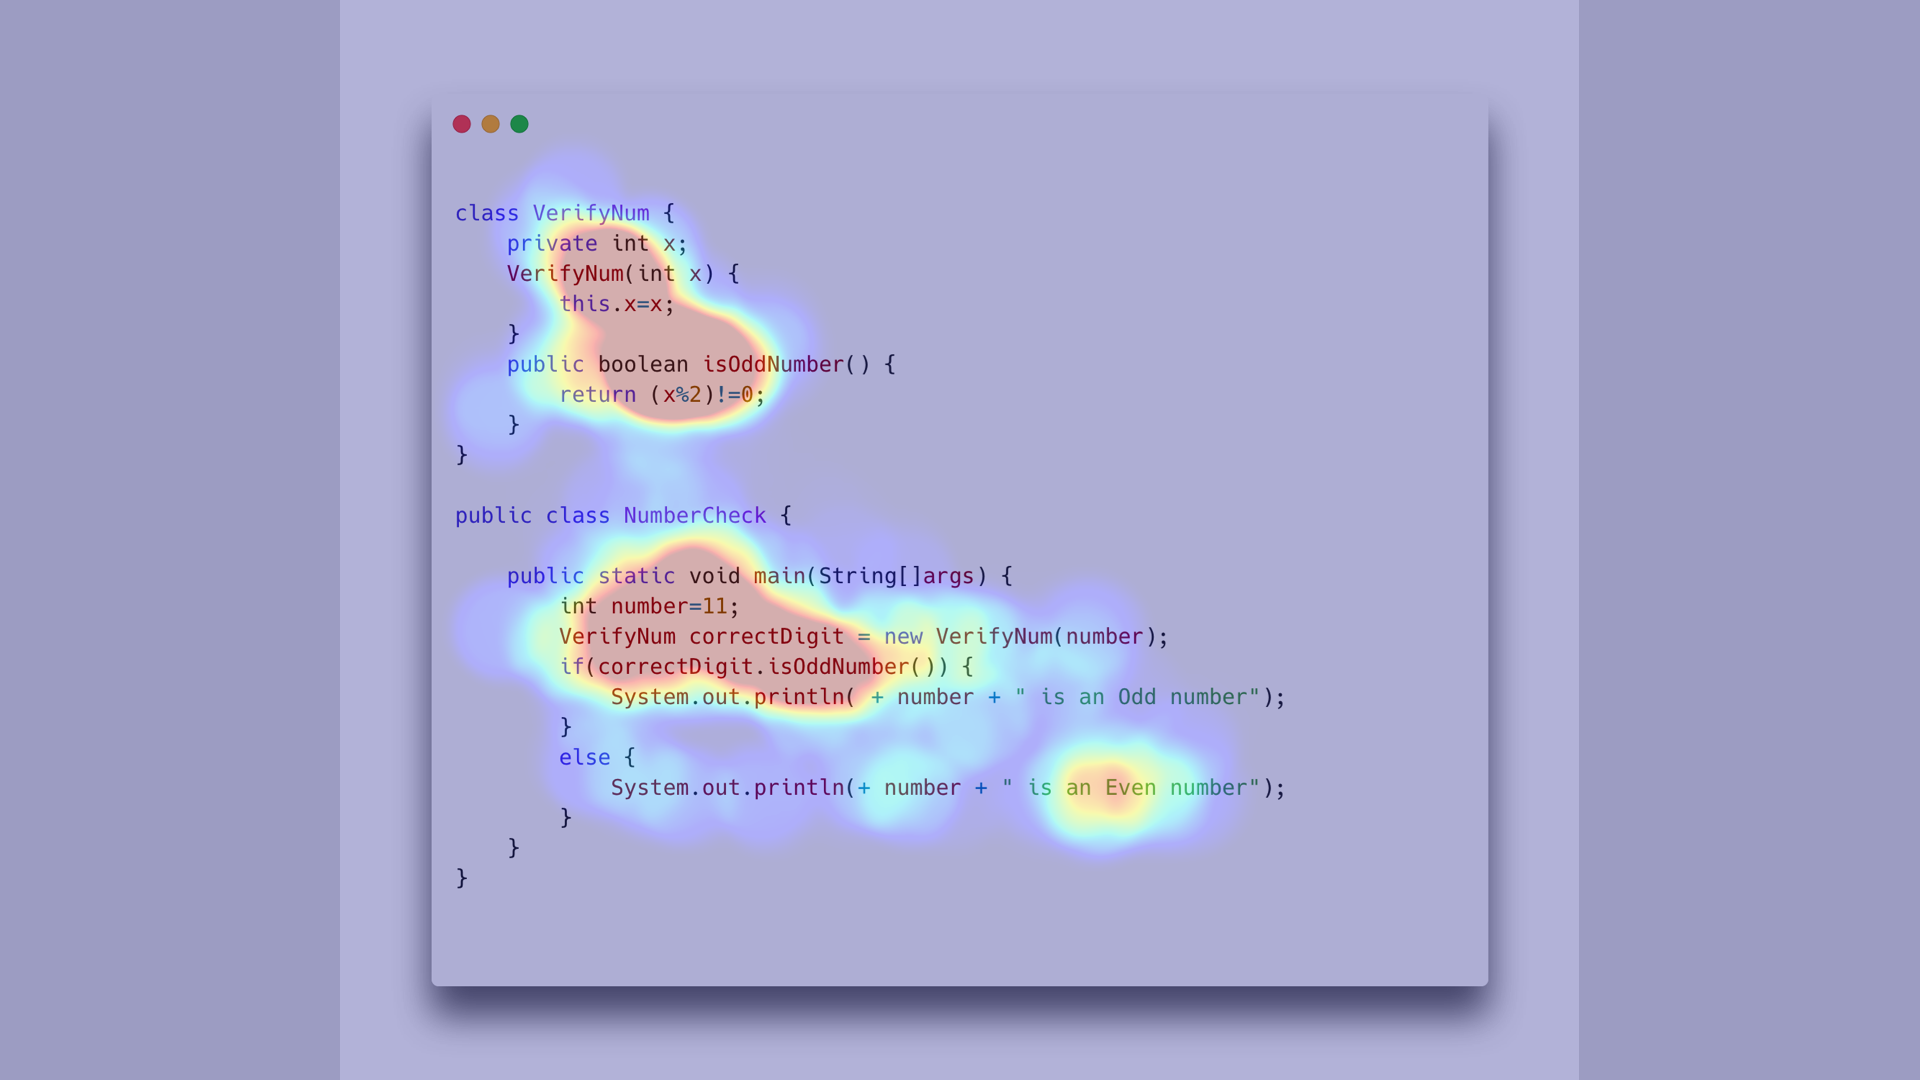 class VerifyNum {
    private int x;
    VerifyNum(int x) {
        this.x=x;
    }
    public boolean isOddNumber() {
        return (x%2)!=0;
    }
}
public class NumberCheck {
    public static void main(String[]args) {
        int number=11;
        VerifyNum correctDigit = new VerifyNum(number);
        if(correctDigit.isOddNumber()) {
            System.out.println( + number + " is an Odd number");
        }
        else {
            System.out.println(+ number + " is an Even number");
        }
    }
}